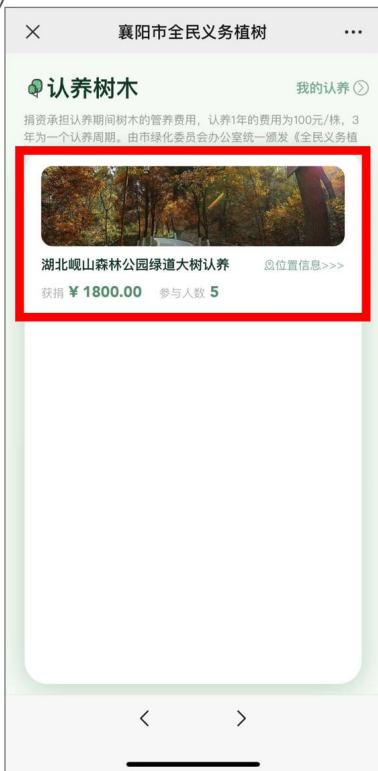 襄阳市全民义务植树
认养树木
我的认养
捐资承担认养期间树木的管养费用，认养1年的费用为100元/株，3
年为一个认养周期。由市绿化委员会办公室统一颁发《全民义务植
湖北岘山森林公园绿道大树认养
位置信息>>>
获捐 ¥ 1800.00 参与人数 5